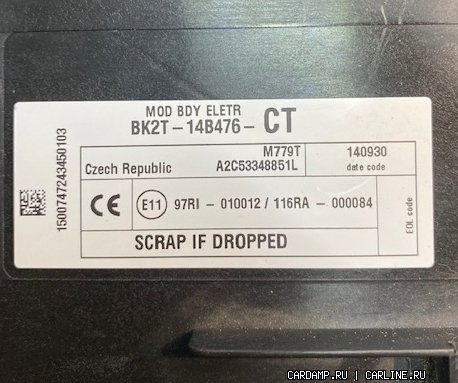 MOD BDY ELETR
BK2T-14B476-CT
M779T
Czech Republic A2C53348851L
140930
date code
CE E11 97RI - 010012 / 116RA - 000084
SCRAP IF DROPPED
EOL code
1500747243450103
CARDAMP.RU | CARLINE.RU